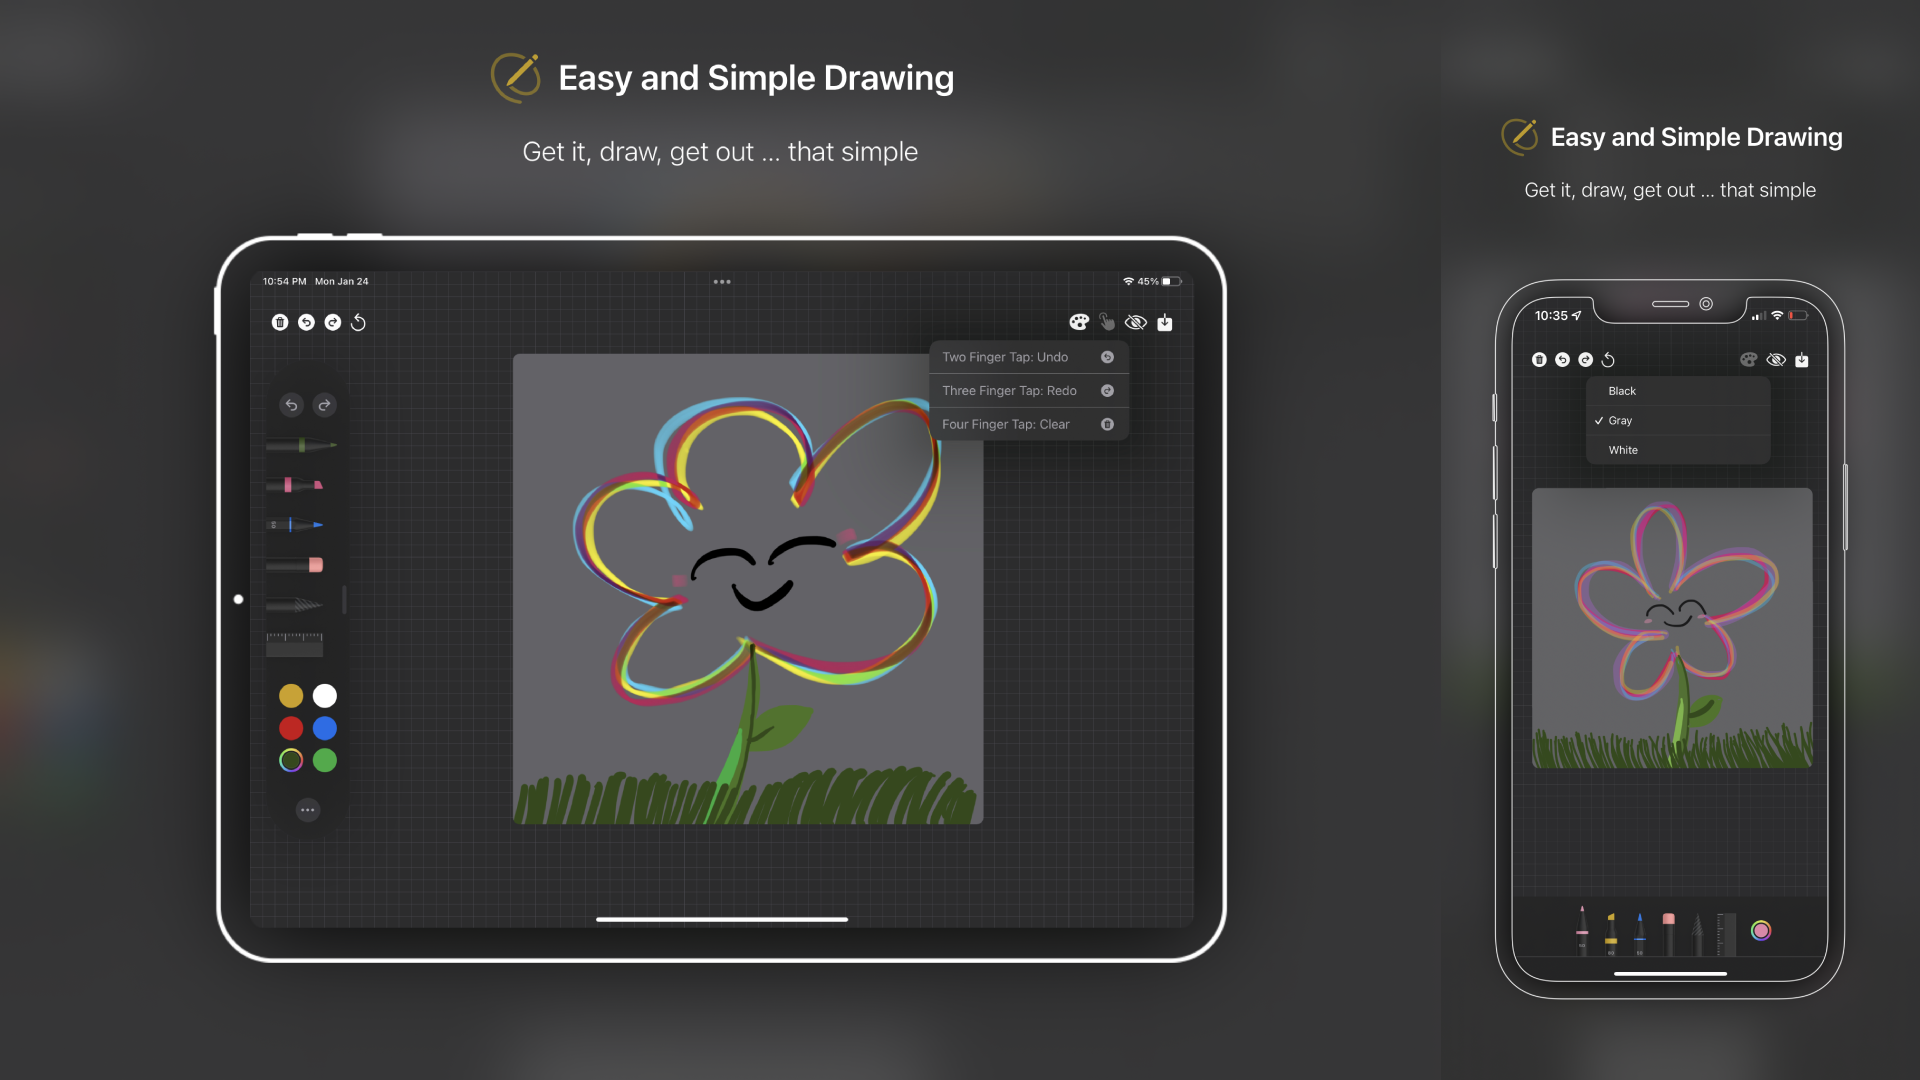 Easy and Simple Drawing
Get it, draw, get out ... that simple
10:54 PM Mon Jan 24
45%
Two Finger Tap: Undo
Three Finger Tap: Redo
Four Finger Tap: Clear
Easy and Simple Drawing
Get it, draw, get out ... that simple
10:35
Black
Gray
White